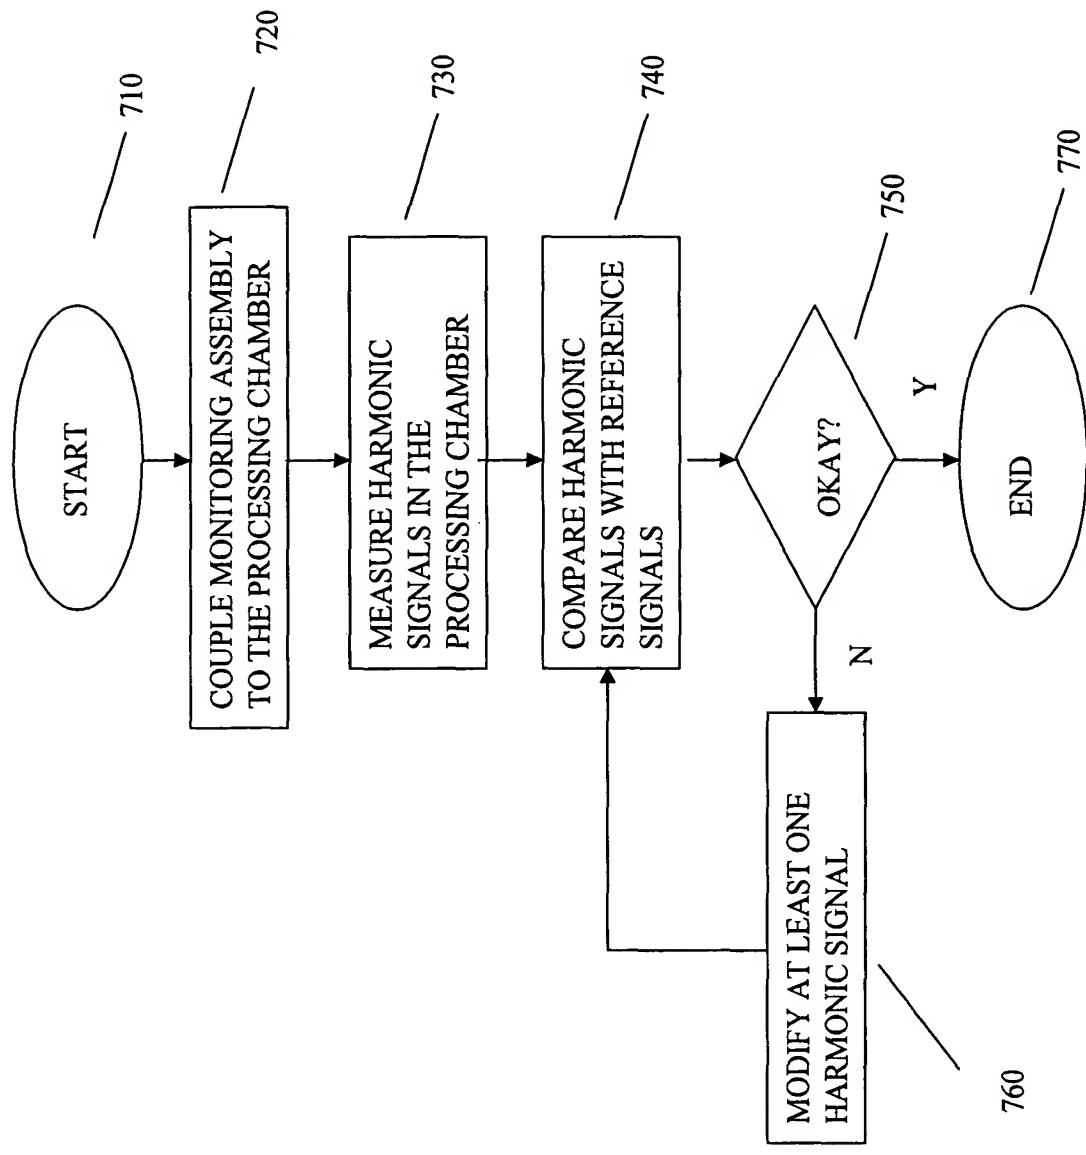 START
710
COUPLE MONITORING ASSEMBLY
TO THE PROCESSING CHAMBER
720
MEASURE HARMONIC
SIGNALS IN THE
PROCESSING CHAMBER
730
COMPARE HARMONIC
SIGNALS WITH REFERENCE
SIGNALS
740
OKAY?
750
N
Y
MODIFY AT LEAST ONE
HARMONIC SIGNAL
760
END
770